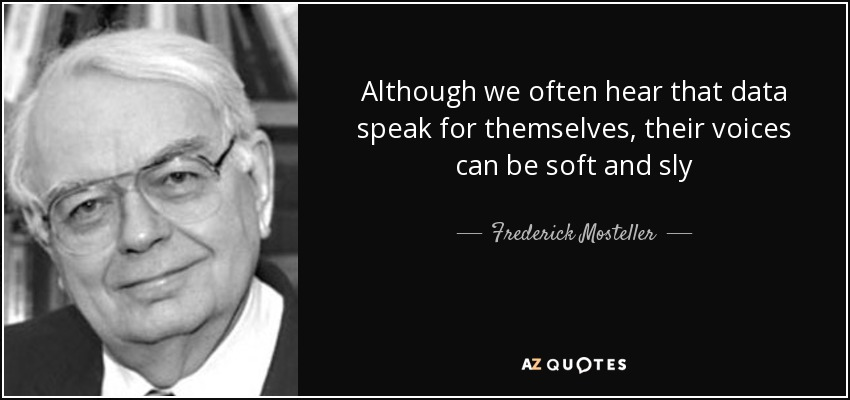 Although we often hear that data
speak for themselves, their voices
can be soft and sly
Frederick Mosteller
AZ QUOTES